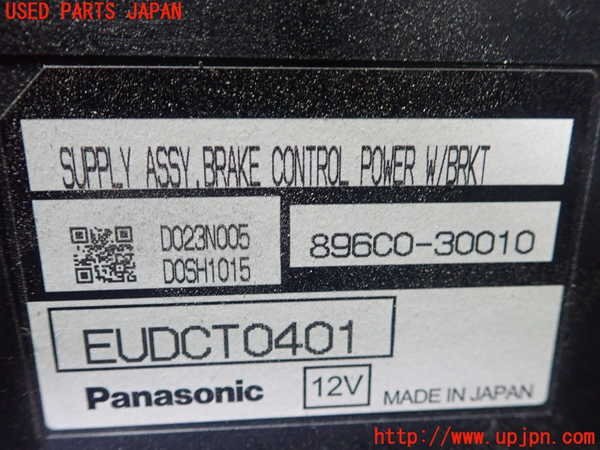 USED PARTS JAPAN
SUPPLY ASSY, BRAKE CONTROL POWER W/BRKT
D023N005
D0SH1015
896C0-30010
EUDCT0401
Panasonic
12V
MADE IN JAPAN
http://www.upjpn.com/